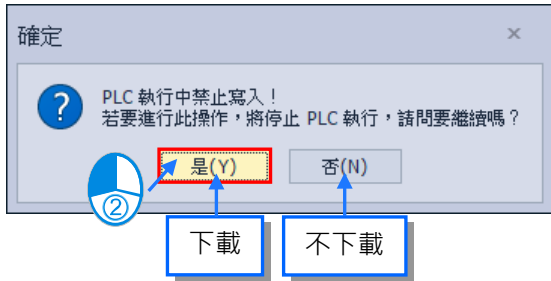 確定
PLC 執行中禁止寫入！
若要進行此操作，將停止 PLC 執行，請問要繼續嗎？
是(Y)
否(N)
②
下載
不下載